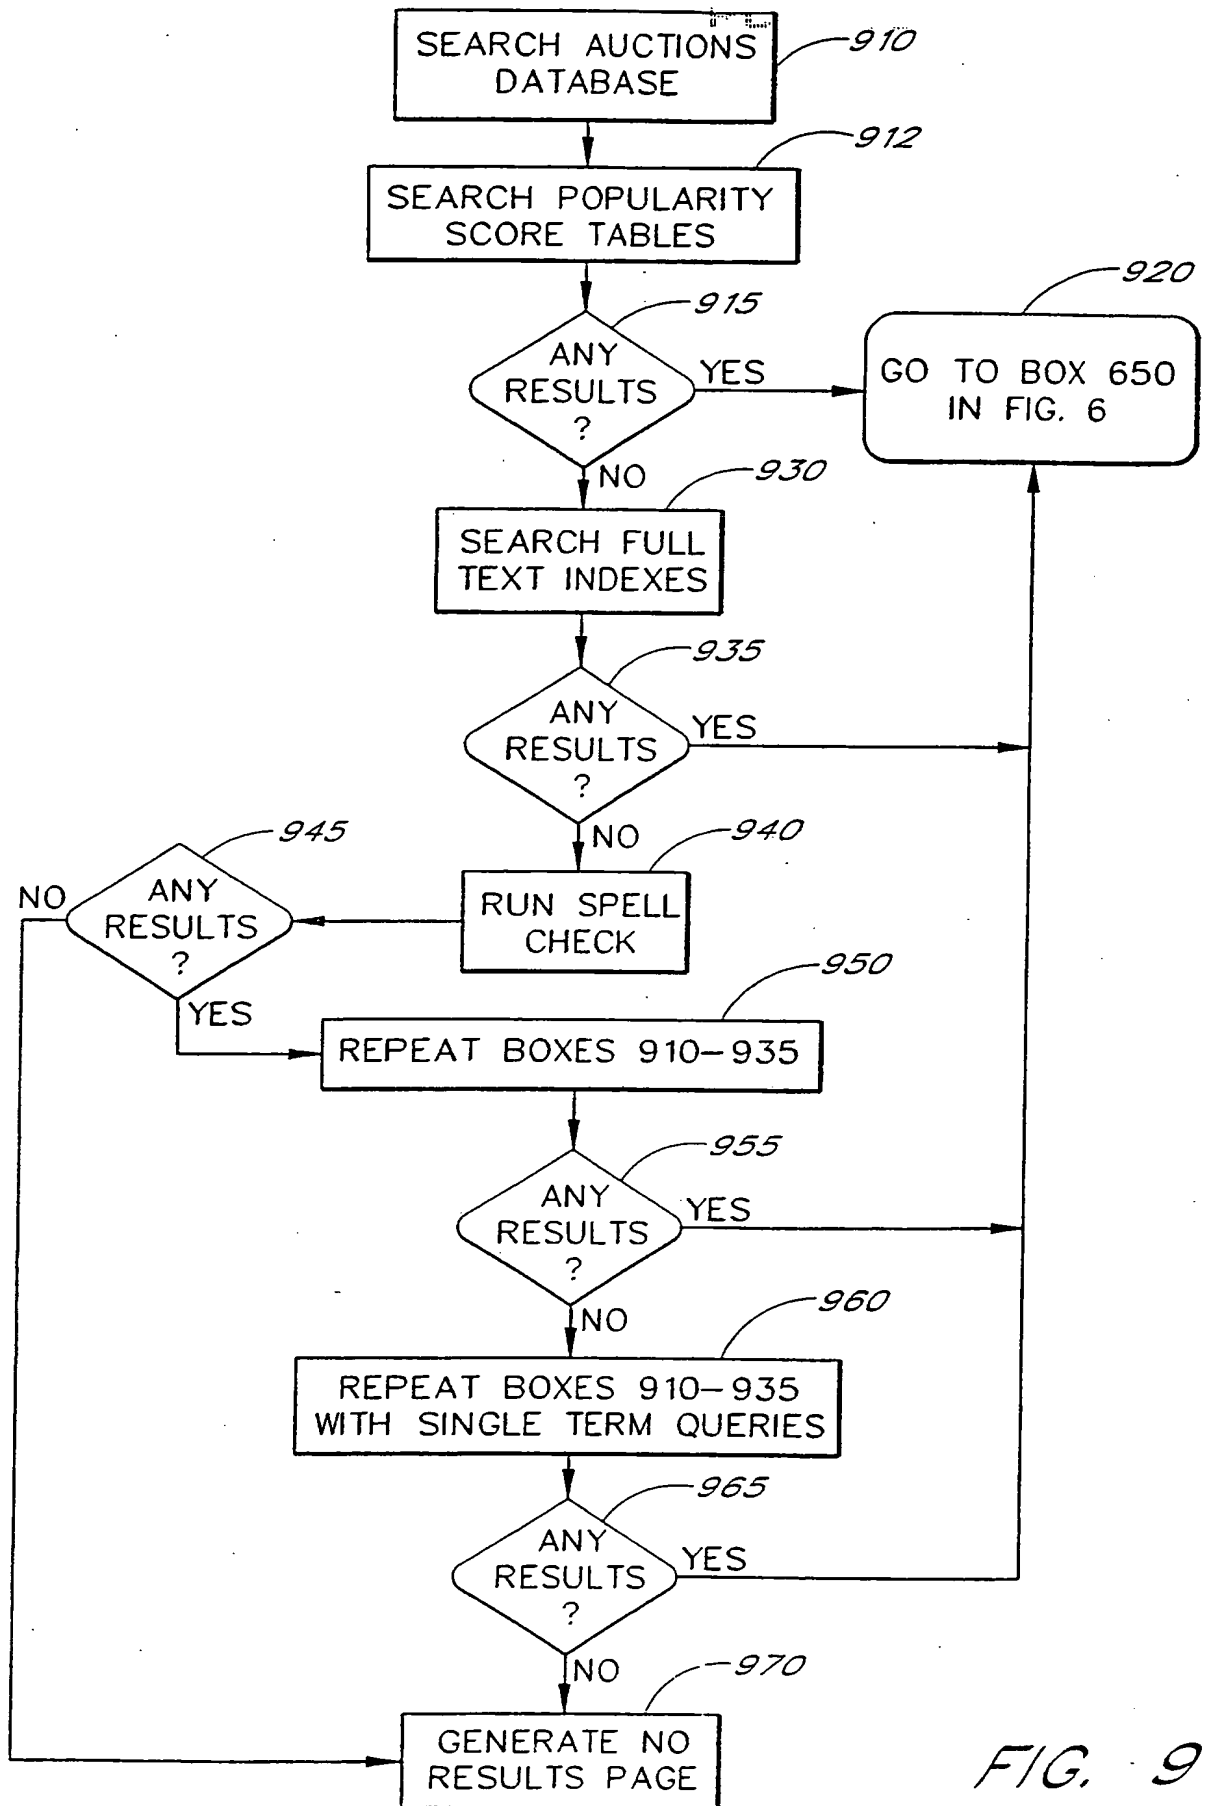 SEARCH AUCTIONS
DATABASE
910
SEARCH POPULARITY
SCORE TABLES
912
ANY
RESULTS
?
915
YES
GO TO BOX 650
IN FIG. 6
920
NO
SEARCH FULL
TEXT INDEXES
930
ANY
RESULTS
?
935
YES
NO
RUN SPELL
CHECK
940
ANY
RESULTS
?
945
NO
YES
REPEAT BOXES 910-935
950
ANY
RESULTS
?
955
YES
NO
REPEAT BOXES 910-935
WITH SINGLE TERM QUERIES
960
ANY
RESULTS
?
965
YES
NO
GENERATE NO
RESULTS PAGE
970
FIG. 9